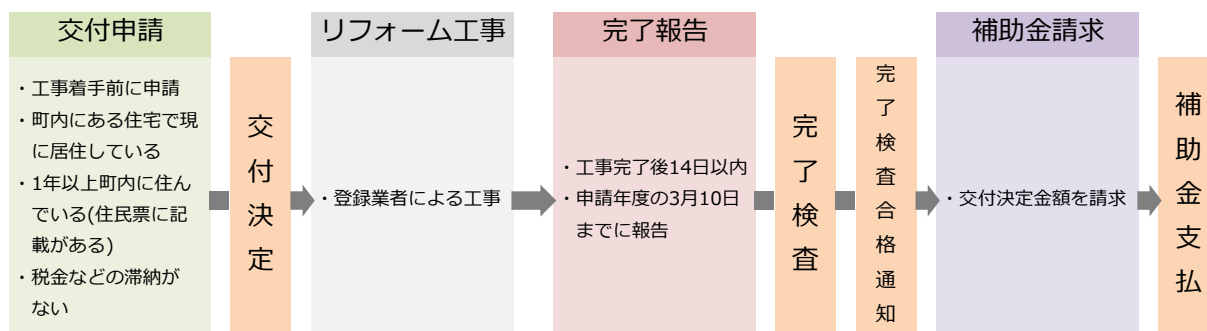 交付申請
・工事着手前に申請
・町内にある住宅で現
に居住している
・1年以上町内に住ん
でいる(住民票に記
載がある)
・税金などの滞納が
ない
交付決定
リフォーム工事
・登録業者による工事
完了報告
・工事完了後14日以内
・申請年度の3月10日
までに報告
完了検査
完了検査合格通知
補助金請求
・交付決定金額を請求
補助金支払